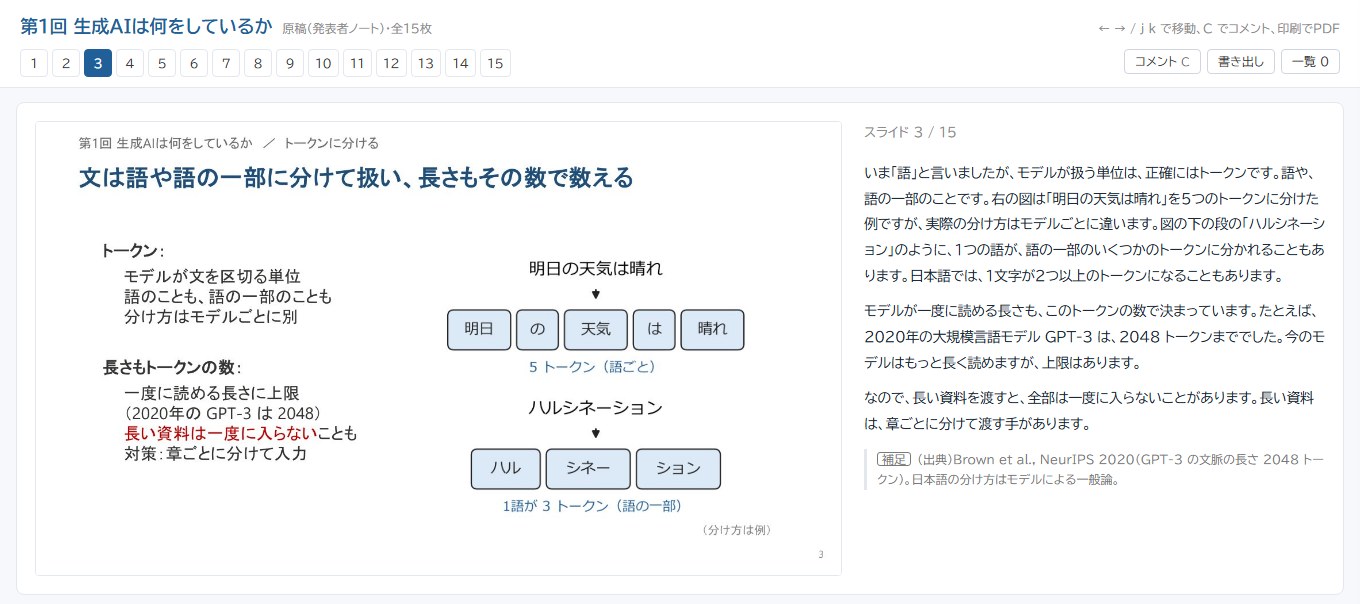 第1回 生成AIは何をしているか 原稿(発表者ノート)・全15枚
← → / j k で移動、C でコメント、印刷でPDF
1 2 3 4 5 6 7 8 9 10 11 12 13 14 15
コメント C 書き出し 一覧 0
第1回 生成AIは何をしているか ／ トークンに分ける
文は語や語の一部に分けて扱い、長さもその数で数える
トークン：
モデルが文を区切る単位
語のことも、語の一部のことも
分け方はモデルごとに別
長さもトークンの数：
一度に読める長さに上限
（2020年の GPT-3 は 2048）
長い資料は一度に入らないことも
対策：章ごとに分けて入力
明日の天気は晴れ
明日 の 天気 は 晴れ
5 トークン（語ごと）
ハルシネーション
ハル シネー ション
1語が 3 トークン（語の一部）
（分け方は例）
3
スライド 3 / 15
いま「語」と言いましたが、モデルが扱う単位は、正確にはトークンです。語や、
語の一部のことです。右の図は「明日の天気は晴れ」を5つのトークンに分けた
例ですが、実際の分け方はモデルごとに違います。図の下の段の「ハルシネーシ
ョン」のように、1つの語が、語の一部のいくつかのトークンに分かれることもあ
ります。日本語では、1文字が2つ以上のトークンになることもあります。
モデルが一度に読める長さも、このトークンの数で決まっています。たとえば、
2020年の大規模言語モデル GPT-3 は、2048 トークンまででした。今のモ
デルはもっと長く読めますが、上限はあります。
なので、長い資料を渡すと、全部は一度に入らないことがあります。長い資料
は、章ごとに分けて渡す手があります。
補足 （出典）Brown et al., NeurIPS 2020（GPT-3 の文脈の長さ 2048 トー
クン）。日本語の分け方はモデルによる一般論。